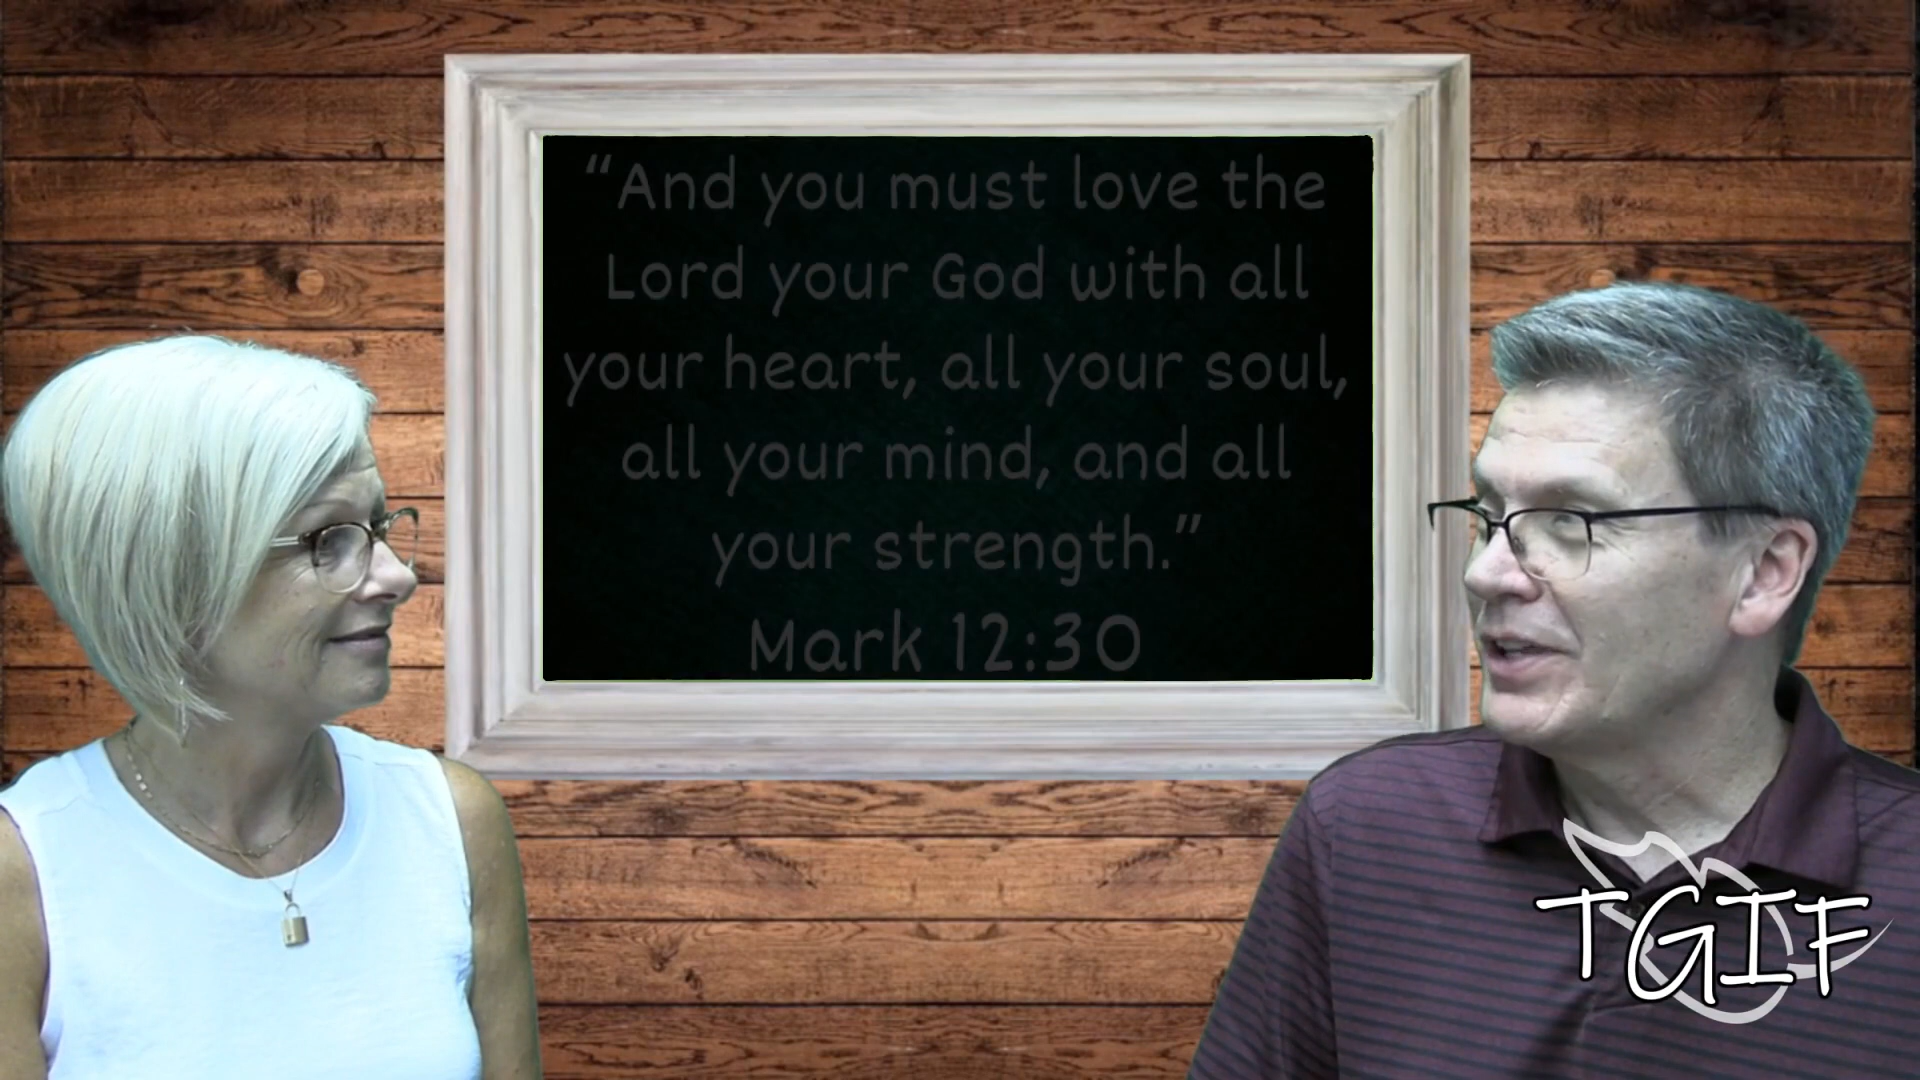 “And you must love the
Lord your God with all
your heart, all your soul,
all your mind, and all
your strength.”
Mark 12:30
TGIF